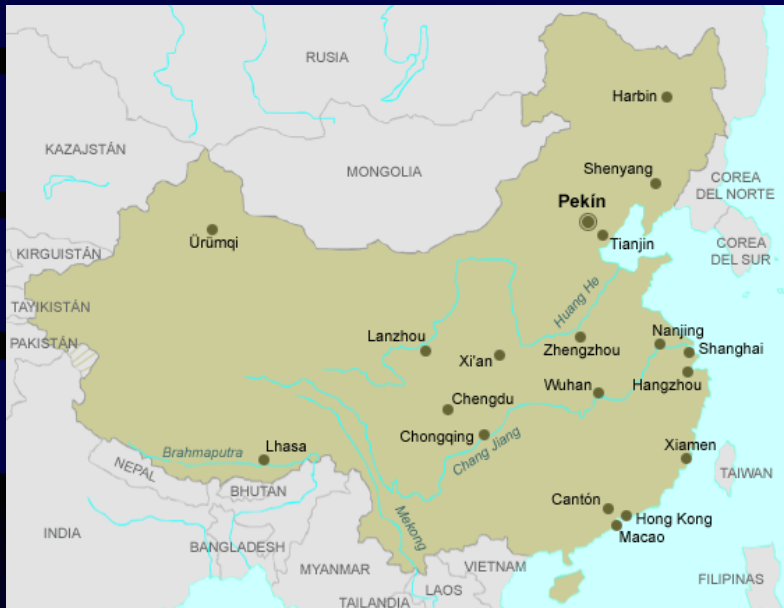 RUSIA
Harbin
KAZAJSTÁN
MONGOLIA
Shenyang
COREA
DEL NORTE
Pekín
Ürümqi
Tianjin
COREA
DEL SUR
KIRGUISTÁN
Huang He
TAYIKISTÁN
PAKISTÁN
Lanzhou
Xi'an
Zhengzhou
Nanjing
Shanghai
Wuhan
Hangzhou
Chengdu
Chongqing
Chang Jiang
Brahmaputra
Lhasa
Xiamen
NEPAL
BHUTAN
TAIWAN
Cantón
Hong Kong
Macao
Mekong
INDIA
BANGLADESH
MYANMAR
VIETNAM
LAOS
FILIPINAS
TAILANDIA